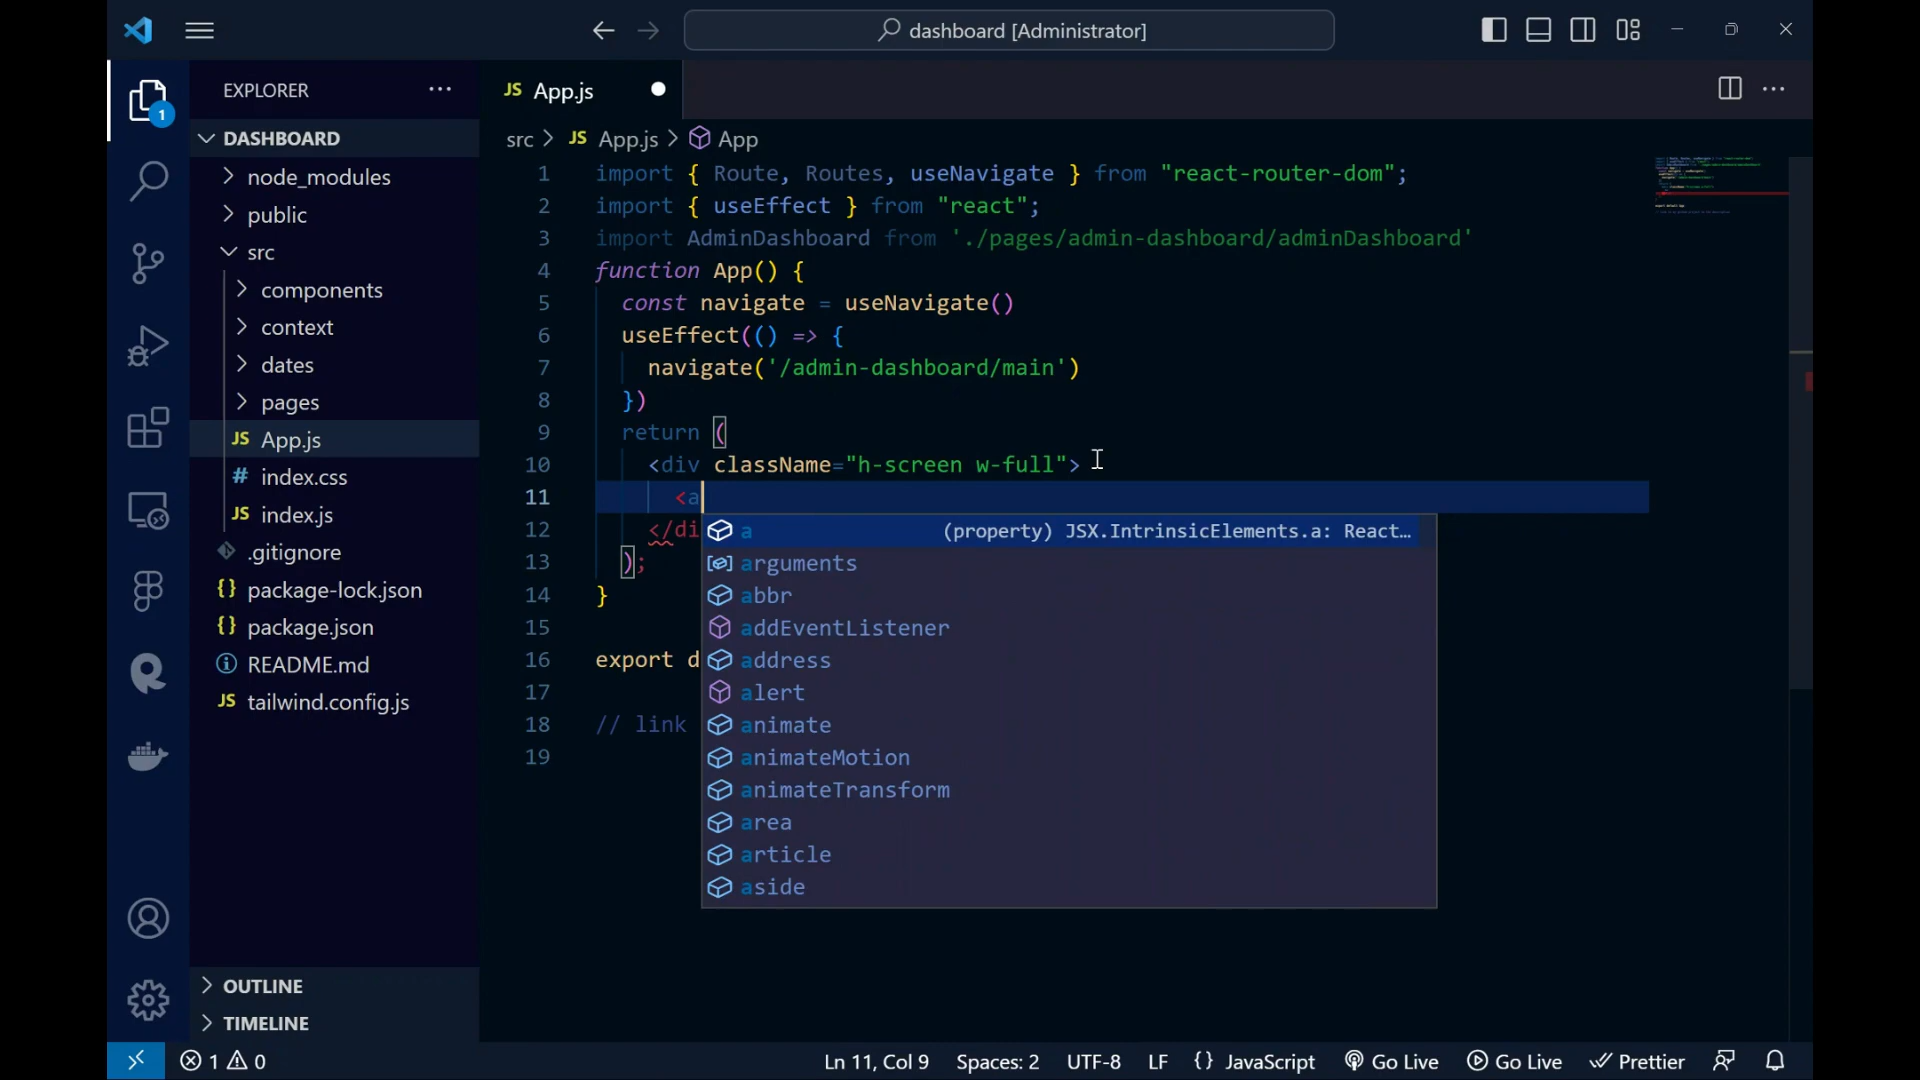 dashboard [Administrator]
EXPLORER
DASHBOARD
node_modules
public
src
components
context
dates
pages
JS App.js
# index.css
JS index.js
.gitignore
{} package-lock.json
{} package.json
README.md
JS tailwind.config.js
OUTLINE
TIMELINE
1
JS App.js
src > JS App.js > App
1 import { Route, Routes, useNavigate } from "react-router-dom";
2 import { useEffect } from "react";
3 import AdminDashboard from './pages/admin-dashboard/adminDashboard'
4 function App() {
5 const navigate = useNavigate()
6 useEffect(() => {
7 navigate('/admin-dashboard/main')
8 })
9 return (
10 <div className="h-screen w-full">
11 <a
12 </di
13 );
14 }
15
16 export d
17
18 // link
19
a (property) JSX.IntrinsicElements.a: React…
arguments
abbr
addEventListener
address
alert
animate
animateMotion
animateTransform
area
article
aside
1 0 Ln 11, Col 9 Spaces: 2 UTF-8 LF {} JavaScript Go Live Go Live Prettier